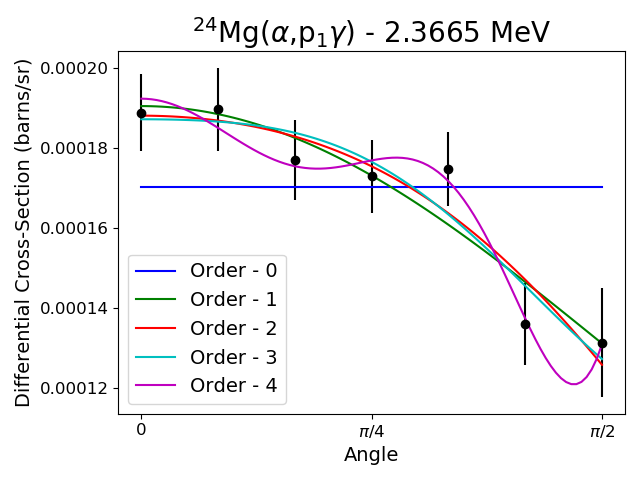 ²⁴Mg(α,p₁γ) - 2.3665 MeV
Differential Cross-Section (barns/sr)
0.00020
0.00018
0.00016
0.00014
0.00012
Order - 0
Order - 1
Order - 2
Order - 3
Order - 4
0 π/4 π/2
Angle